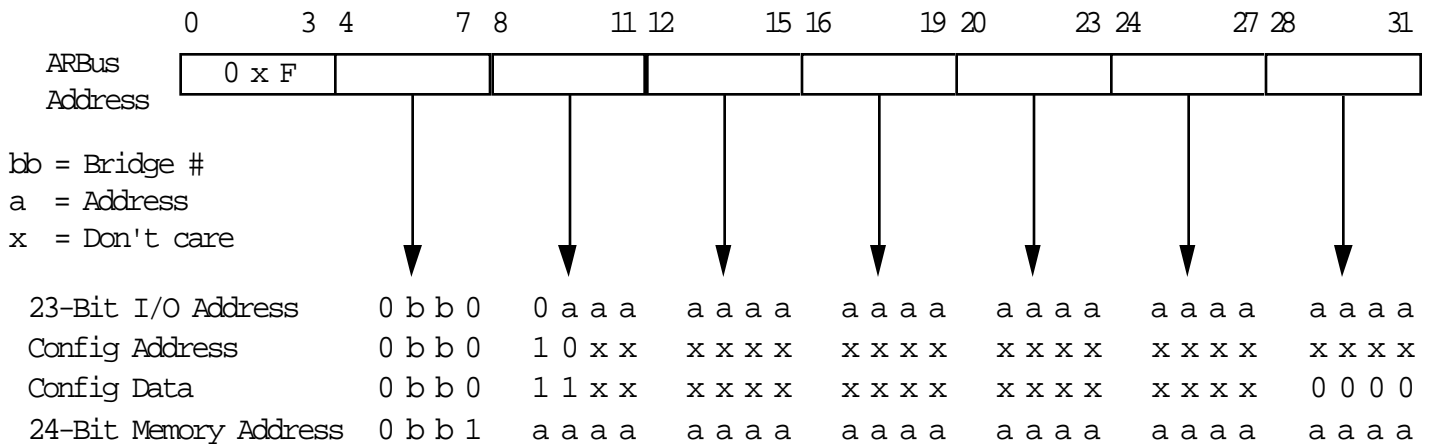 0 3 4 7 8 11 12 15 16 19 20 23 24 27 28 31
ARBus
Address
0 x F
bb = Bridge #
a = Address
x = Don't care
23-Bit I/O Address 0 b b 0 0 a a a a a a a a a a a a a a a a a a a a a a a
Config Address 0 b b 0 1 0 x x x x x x x x x x x x x x x x x x x x x x
Config Data 0 b b 0 1 1 x x x x x x x x x x x x x x x x x x 0 0 0 0
24-Bit Memory Address 0 b b 1 a a a a a a a a a a a a a a a a a a a a a a a a